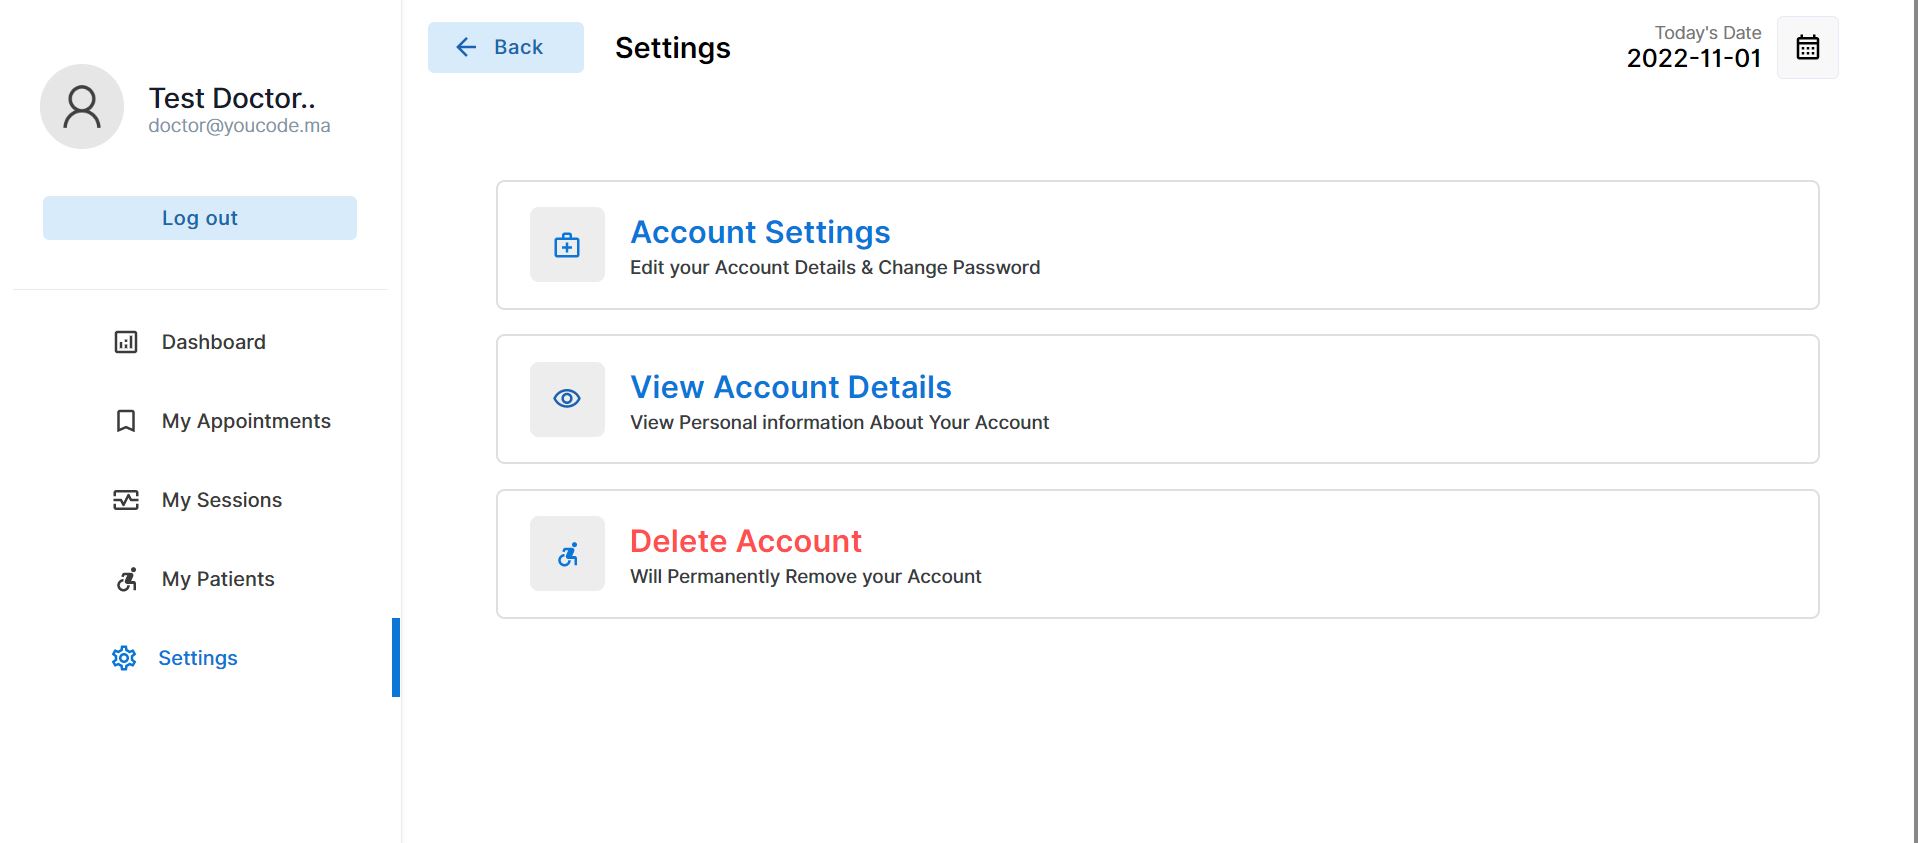 Test Doctor..
doctor@youcode.ma
Log out
Dashboard
My Appointments
My Sessions
My Patients
Settings
Back
Settings
Today's Date
2022-11-01
Account Settings
Edit your Account Details & Change Password
View Account Details
View Personal information About Your Account
Delete Account
Will Permanently Remove your Account